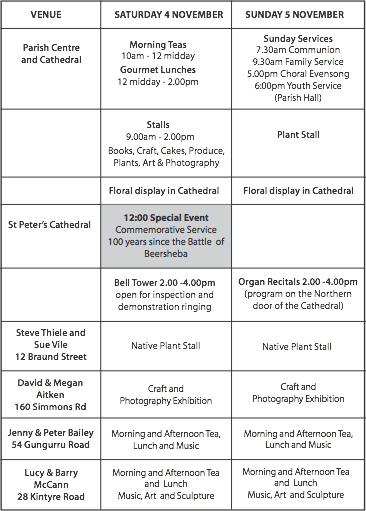 VENUE
SATURDAY 4 NOVEMBER
SUNDAY 5 NOVEMBER
Parish Centre
and Cathedral
Morning Teas
10am - 12 midday
Gourmet Lunches
12 midday - 2.00pm
Sunday Services
7.30am Communion
9.30am Family Service
5.00pm Choral Evensong
6:00pm Youth Service
(Parish Hall)
Stalls
9.00am - 2.00pm
Books, Craft, Cakes, Produce,
Plants, Art & Photography
Plant Stall
Floral display in Cathedral
Floral display in Cathedral
St Peter's Cathedral
12:00 Special Event
Commemorative Service
100 years since the Battle of
Beersheba
Bell Tower 2.00 -4.00pm
open for inspection and
demonstration ringing
Organ Recitals 2.00 -4.00pm
(program on the Northern
door of the Cathedral)
Steve Thiele and
Sue Vile
12 Braund Street
Native Plant Stall
Native Plant Stall
David & Megan
Aitken
160 Simmons Rd
Craft and
Photography Exhibition
Craft and
Photography Exhibition
Jenny & Peter Bailey
54 Gungurru Road
Morning and Afternoon Tea,
Lunch and Music
Morning and Afternoon Tea,
Lunch and Music
Lucy & Barry
McCann
28 Kintyre Road
Morning and Afternoon Tea
and Lunch
Music, Art and Sculpture
Morning and Afternoon Tea
and Lunch
Music, Art and Sculpture